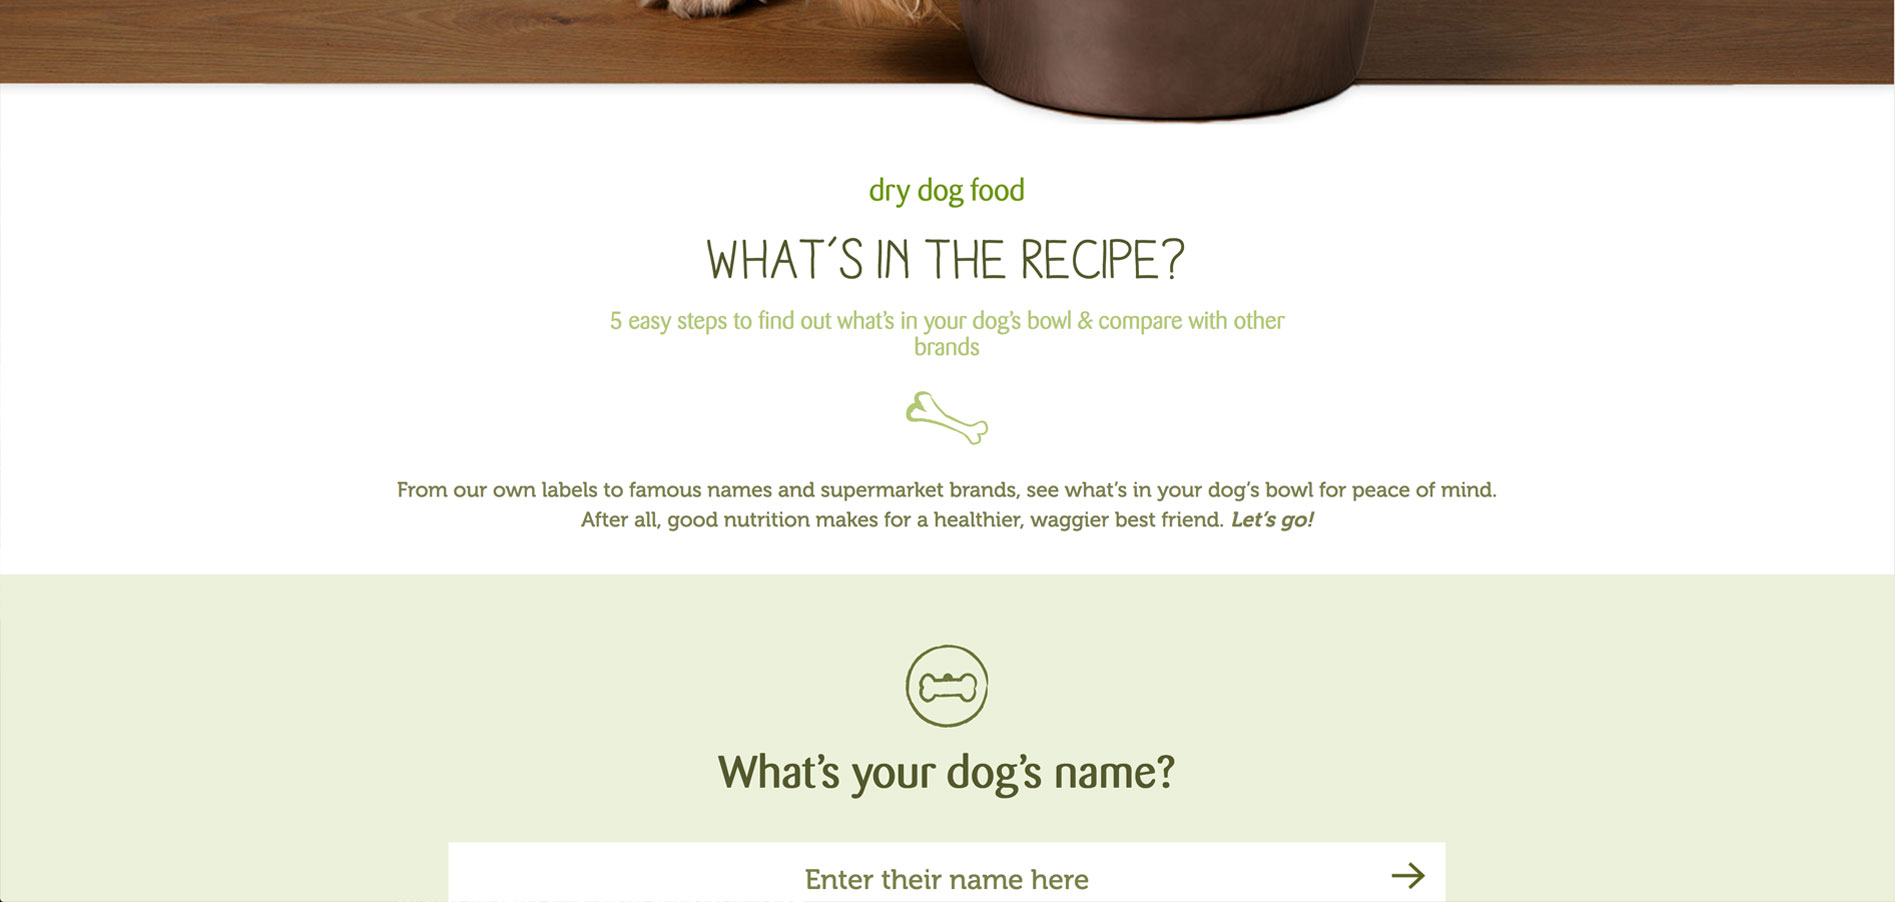 dry dog food
WHAT'S IN THE RECIPE?
5 easy steps to find out what's in your dog's bowl & compare with other
brands
From our own labels to famous names and supermarket brands, see what's in your dog's bowl for peace of mind.
After all, good nutrition makes for a healthier, waggier best friend. Let's go!
What's your dog's name?
Enter their name here